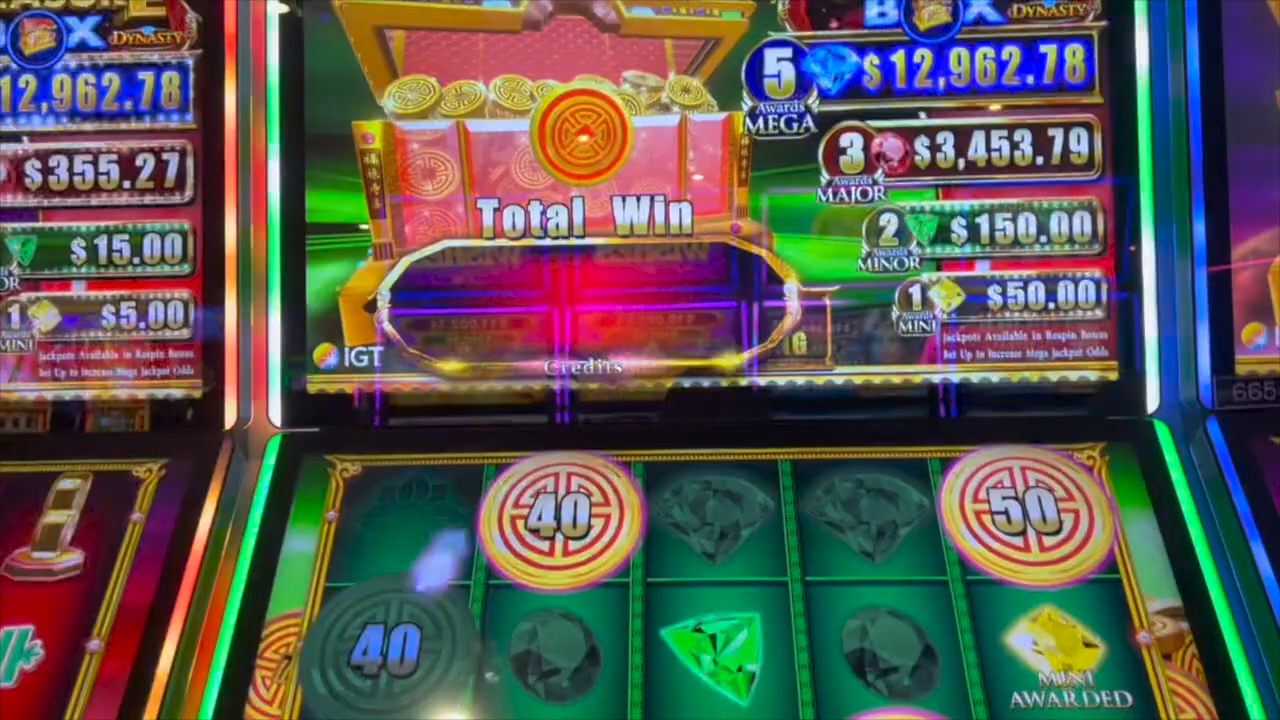 BOX DYNASTY
$12,962.78
$355.27
$15.00
1 $5.00
MINI
Jackpots Available in Respin Bonus
Bet Up to Increase Mega Jackpot Odds
Total Win
Credits
IGT
BOX DYNASTY
5 $12,962.78
Awards
MEGA
3 $3,453.79
Awards
MAJOR
2 $150.00
Awards
MINOR
1 $50.00
Awards
MINI
Jackpots Available in Respin Bonus
Bet Up to Increase Mega Jackpot Odds
665
40
50
40
MINI
AWARDED